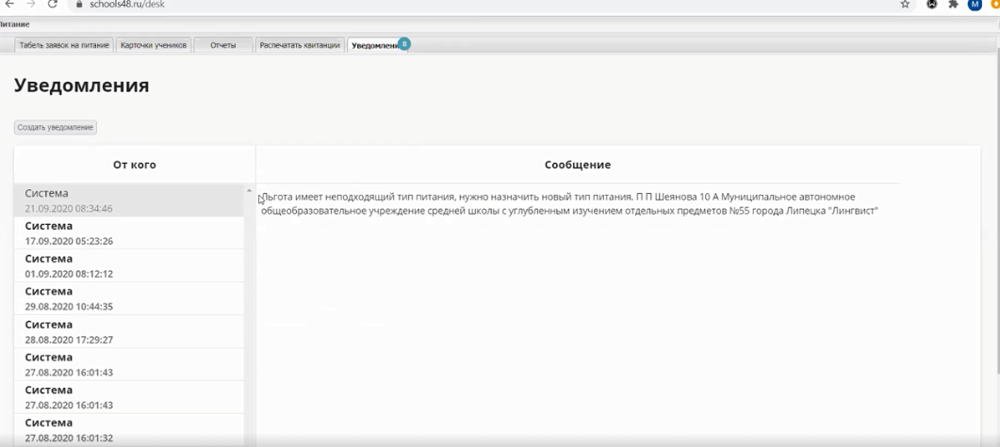 schools48.ru/desk
М
Питание
Табель заявок на питание
Карточки учеников
Отчеты
Распечатать квитанции
Уведомлени
8
Уведомления
Создать уведомление
От кого
Сообщение
Система
21.09.2020 08:34:46
Льгота имеет неподходящий тип питания, нужно назначить новый тип питания. П П Шеянова 10 А Муниципальное автономное
общеобразовательное учреждение средней школы с углубленным изучением отдельных предметов №55 города Липецка "Лингвист"
Система
17.09.2020 05:23:26
Система
01.09.2020 08:12:12
Система
29.08.2020 10:44:35
Система
28.08.2020 17:29:27
Система
27.08.2020 16:01:43
Система
27.08.2020 16:01:43
Система
27.08.2020 16:01:32